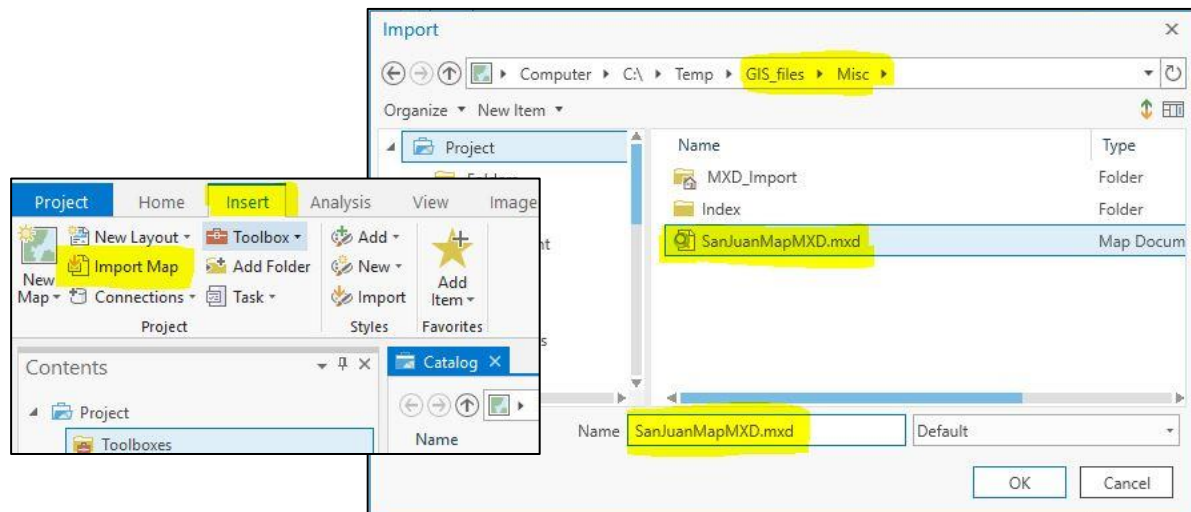 Import
Computer C:\ Temp GIS_files Misc
Organize New Item
Project
Name Type
MXD_Import Folder
Index Folder
SanJuanMapMXD.mxd Map Docum
Name SanJuanMapMXD.mxd Default
OK Cancel
Project Home Insert Analysis View Image
New Layout Toolbox Add
Import Map Add Folder New
New Map Connections Task Import Add Item
Project Styles Favorites
Contents Catalog
Project
Toolboxes Name